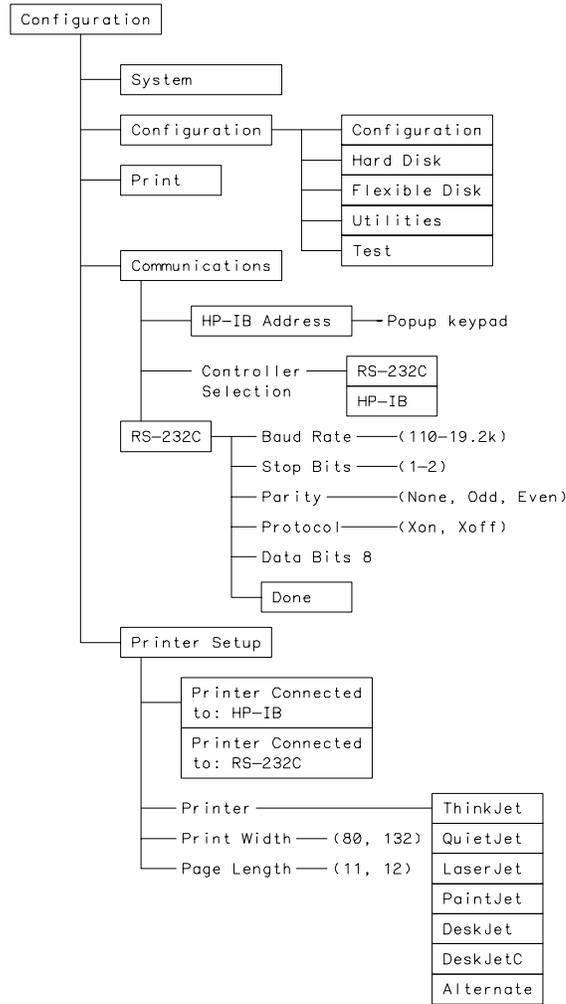 Configuration
System
Configuration
Configuration
Hard Disk
Print
Flexible Disk
Utilities
Test
Communications
HP-IB Address
Popup keypad
Controller
Selection
RS-232C
HP-IB
RS-232C
Baud Rate (110-19.2k)
Stop Bits (1-2)
Parity (None, Odd, Even)
Protocol (Xon, Xoff)
Data Bits 8
Done
Printer Setup
Printer Connected
to: HP-IB
Printer Connected
to: RS-232C
Printer
Print Width (80, 132)
Page Length (11, 12)
ThinkJet
QuietJet
LaserJet
PaintJet
DeskJet
DeskJetC
Alternate